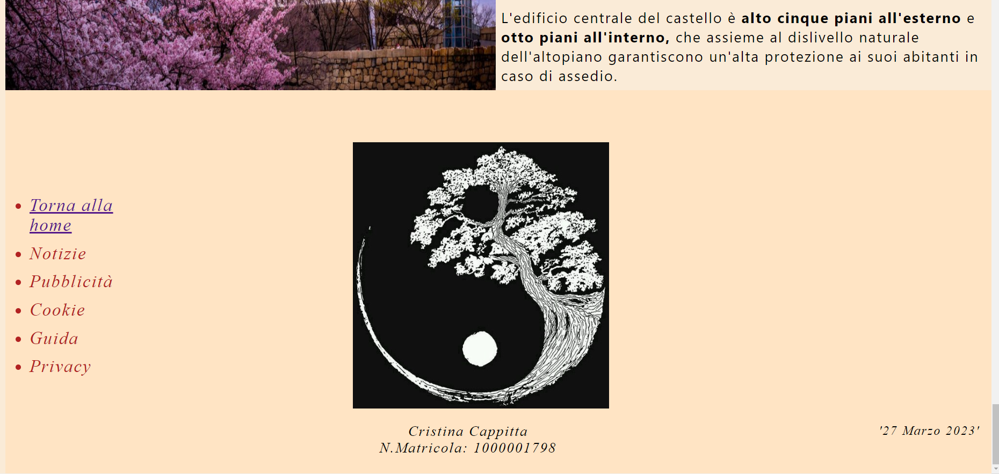 L'edificio centrale del castello è alto cinque piani all'esterno e
otto piani all'interno, che assieme al dislivello naturale
dell'altopiano garantiscono un'alta protezione ai suoi abitanti in
caso di assedio.
Torna alla
home
Notizie
Pubblicità
Cookie
Guida
Privacy
Cristina Cappitta
N.Matricola: 1000001798
'27 Marzo 2023'